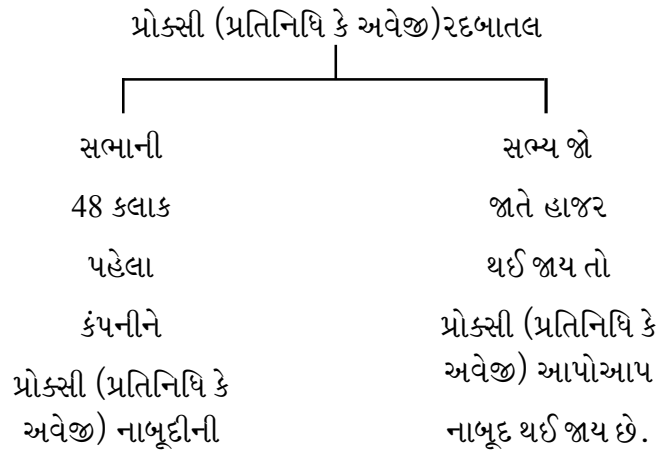 પ્રોક્સી (પ્રતિનિધિ કે અવેજી)રદબાતલ
સભાની
48 કલાક
પહેલા
કંપનીને
પ્રોક્સી (પ્રતિનિધિ કે
અવેજી) નાબૂદીની
સભ્ય જો
જાતે હાજર
થઈ જાય તો
પ્રોક્સી (પ્રતિનિધિ કે
અવેજી) આપોઆપ
નાબૂદ થઈ જાય છે.